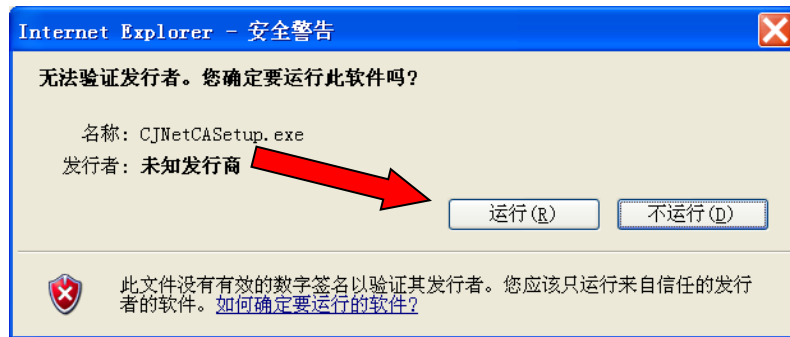 Internet Explorer - 安全警告
无法验证发行者。您确定要运行此软件吗?
名称: CJNetCASetup.exe
发行者: 未知发行商
运行(R) 不运行(D)
此文件没有有效的数字签名以验证其发行者。您应该只运行来自信任的发行
者的软件。如何确定要运行的软件?